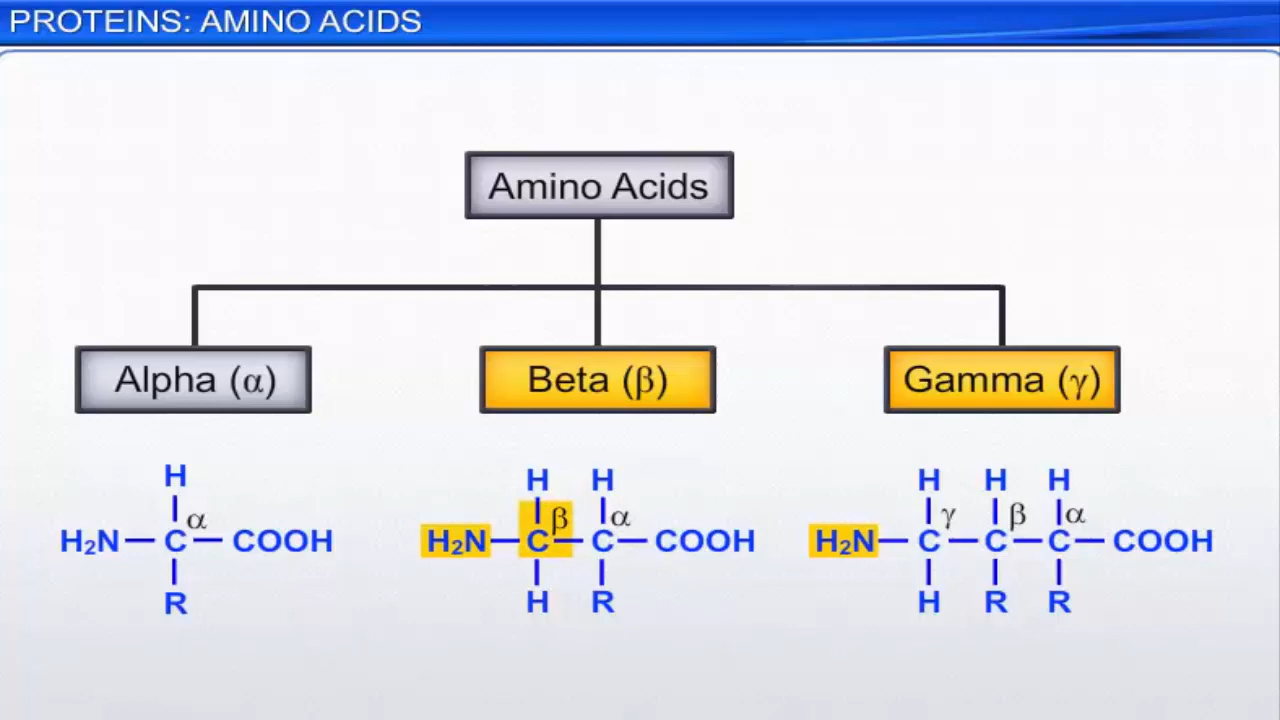 PROTEINS: AMINO ACIDS
Amino Acids
Alpha (α) Beta (β) Gamma (γ)
H H H H H H
α β α γ β α
H₂N C COOH H₂N C C COOH H₂N C C C COOH
R H R H R R